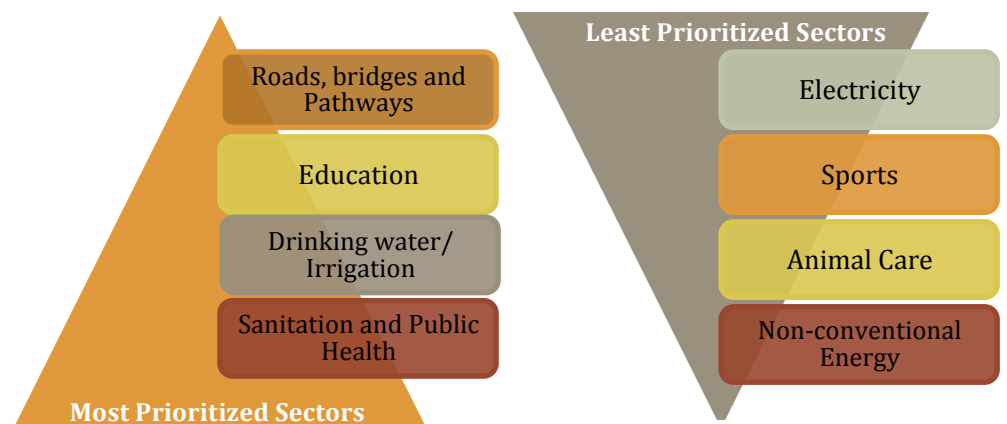 Roads, bridges and
Pathways
Education
Drinking water/
Irrigation
Sanitation and Public
Health
Most Prioritized Sectors
Least Prioritized Sectors
Electricity
Sports
Animal Care
Non-conventional
Energy